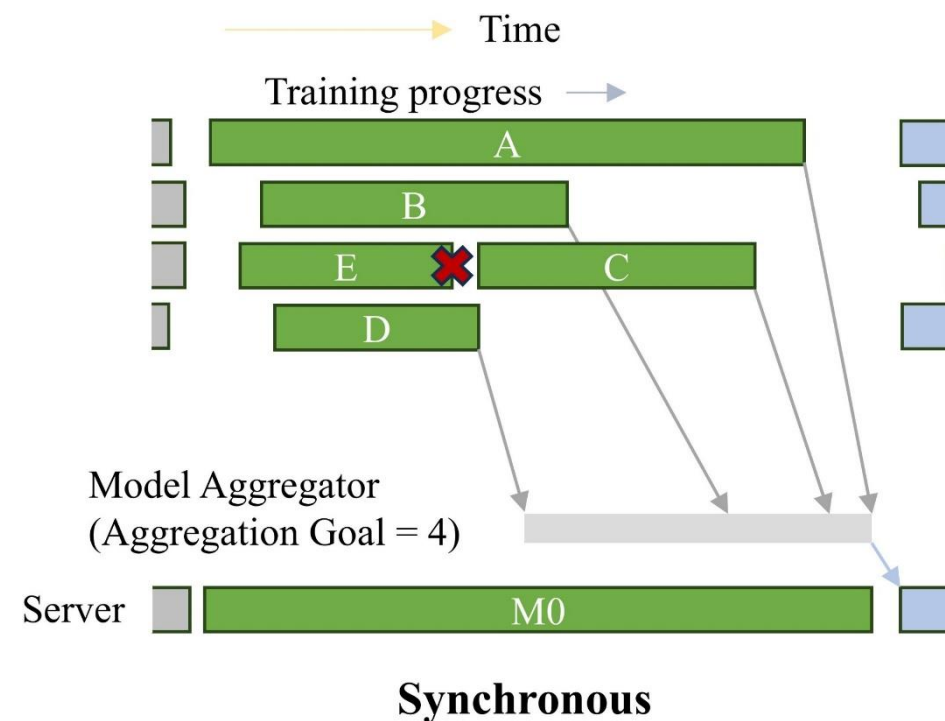 Time
Training progress
A
B
E
C
D
Model Aggregator
(Aggregation Goal = 4)
Server
M0
Synchronous